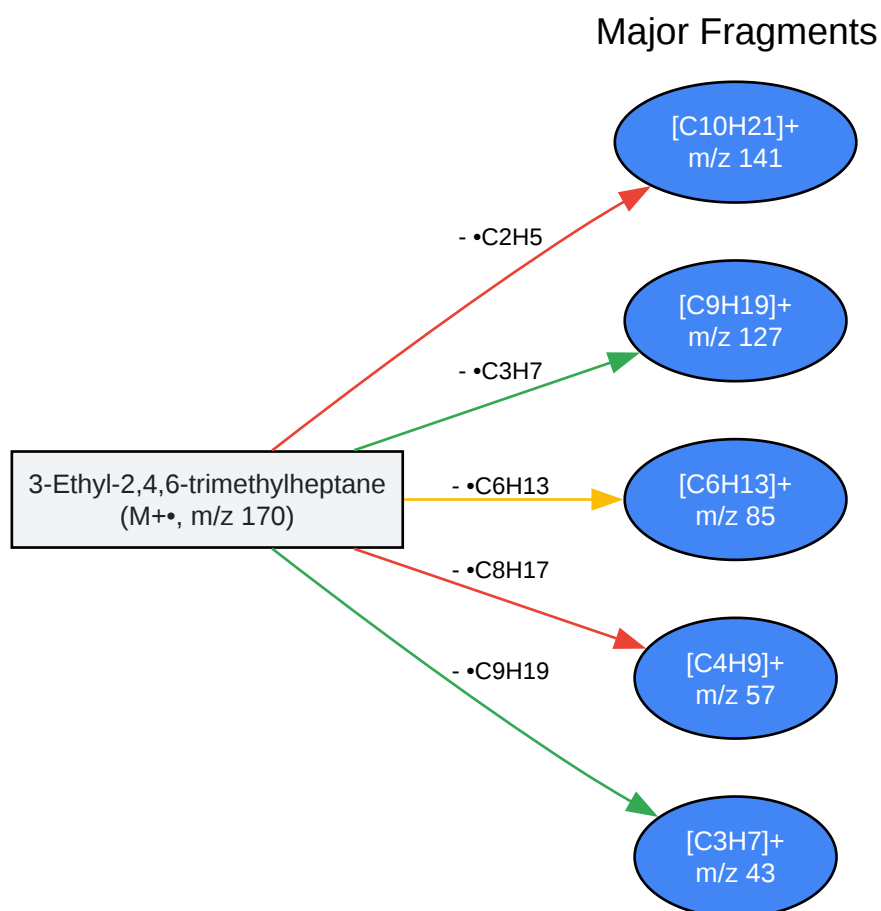 Major Fragments
[C10H21]+
m/z 141
- •C2H5
[C9H19]+
m/z 127
- •C3H7
3-Ethyl-2,4,6-trimethylheptane
(M+•, m/z 170)
- •C6H13
[C6H13]+
m/z 85
- •C8H17
[C4H9]+
m/z 57
- •C9H19
[C3H7]+
m/z 43